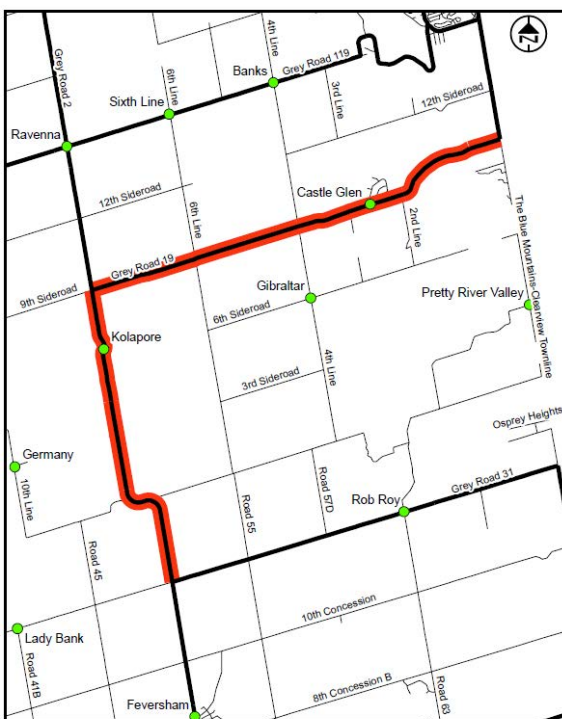 N
Grey Road 2
6th Line
4th Line
Banks
Grey Road 119
Sixth Line
3rd Line
Ravenna
12th Sideroad
Castle Glen
12th Sideroad
6th Line
2nd Line
Grey Road 19
The Blue Mountains-Clearview Townline
9th Sideroad
Gibraltar
Pretty River Valley
6th Sideroad
Kolapore
4th Line
3rd Sideroad
Osprey Heights
Germany
10th Line
Road 57D
Rob Roy
Grey Road 31
Road 55
Road 45
10th Concession
Lady Bank
Road 41B
8th Concession B
Road 63
Feversham